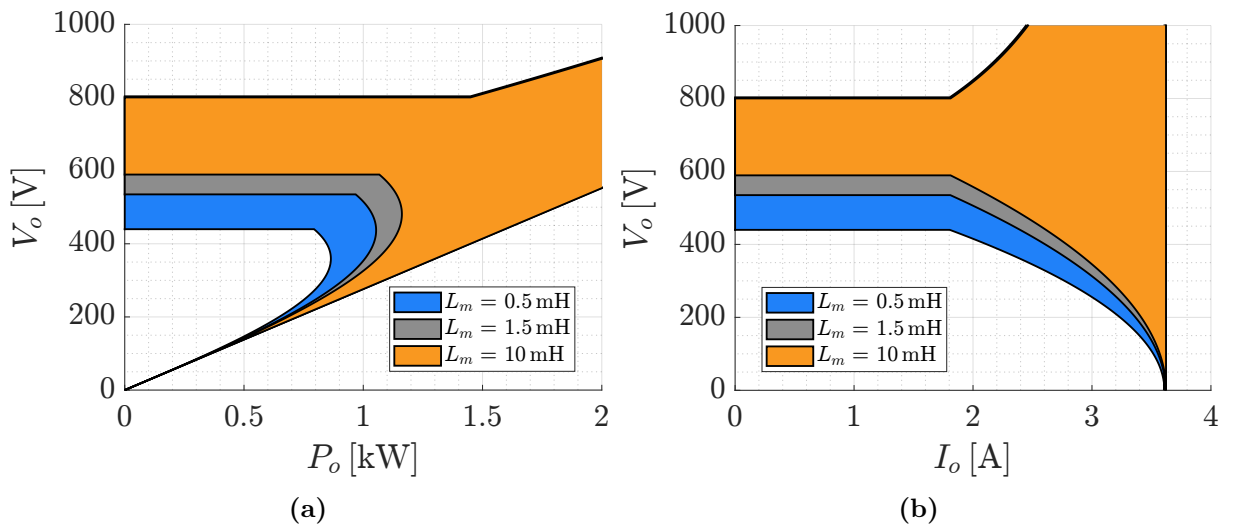 1000
800
600
400
200
0
V_o [V]
0 0.5 1 1.5 2
P_o [kW]
L_m = 0.5 mH
L_m = 1.5 mH
L_m = 10 mH
(a)
1000
800
600
400
200
0
V_o [V]
0 1 2 3 4
I_o [A]
L_m = 0.5 mH
L_m = 1.5 mH
L_m = 10 mH
(b)